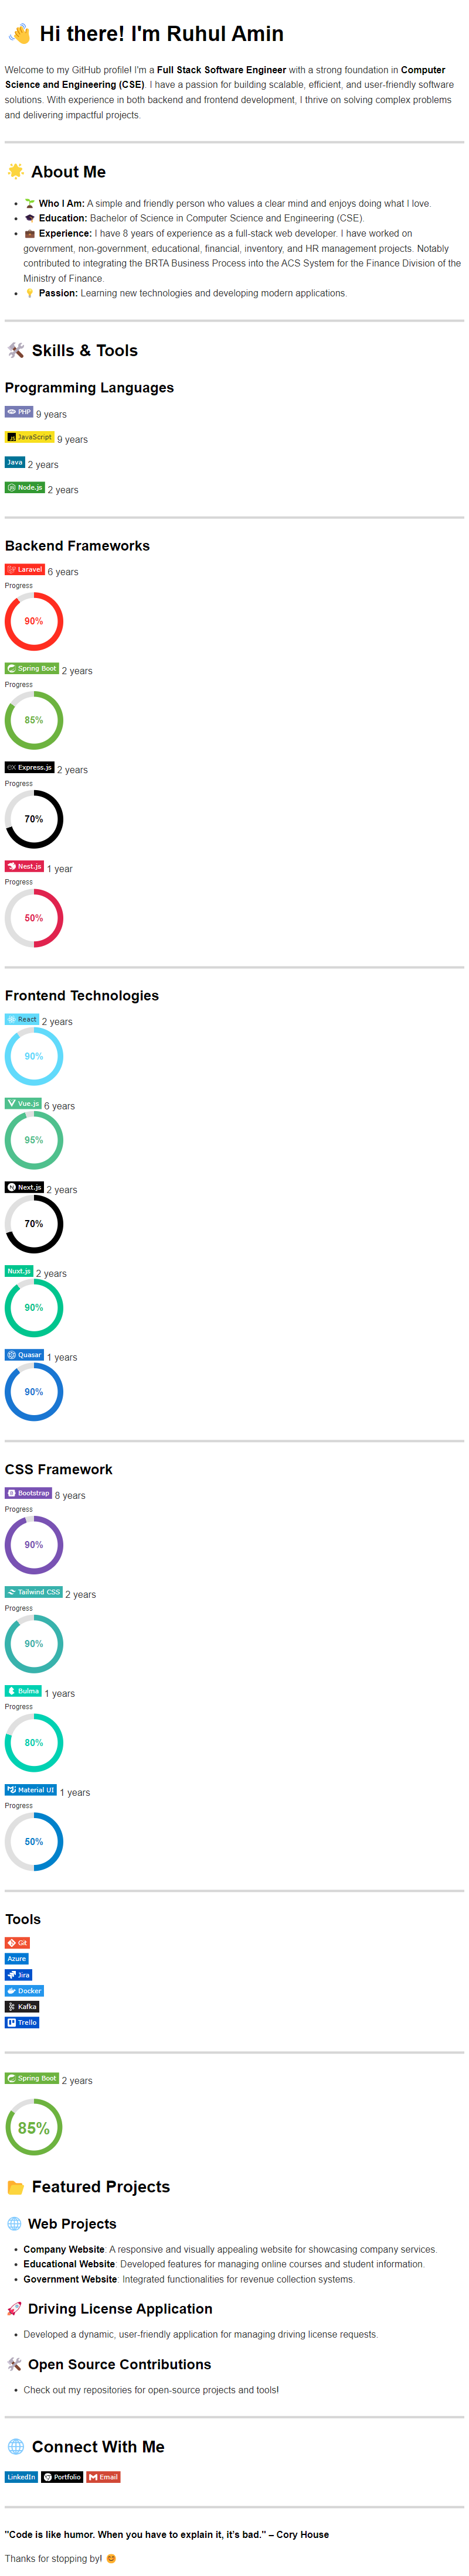 👋 Hi there! I'm Ruhul Amin
Welcome to my GitHub profile! I'm a Full Stack Software Engineer with a strong foundation in Computer
Science and Engineering (CSE). I have a passion for building scalable, efficient, and user-friendly software
solutions. With experience in both backend and frontend development, I thrive on solving complex problems
and delivering impactful projects.
🌟 About Me
• 🌱 Who I Am: A simple and friendly person who values a clear mind and enjoys doing what I love.
• 🎓 Education: Bachelor of Science in Computer Science and Engineering (CSE).
• 💼 Experience: I have 8 years of experience as a full-stack web developer. I have worked on
government, non-government, educational, financial, inventory, and HR management projects. Notably
contributed to integrating the BRTA Business Process into the ACS System for the Finance Division of the
Ministry of Finance.
• 💡 Passion: Learning new technologies and developing modern applications.
🛠 Skills & Tools
Programming Languages
PHP 9 years
JavaScript 9 years
Java 2 years
Node.js 2 years
Backend Frameworks
Laravel 6 years
Progress
90%
Spring Boot 2 years
Progress
85%
Express.js 2 years
Progress
70%
Nest.js 1 year
Progress
50%
Frontend Technologies
React 2 years
90%
Vue.js 6 years
95%
Next.js 2 years
70%
Nuxt.js 2 years
90%
Quasar 1 years
90%
CSS Framework
Bootstrap 8 years
Progress
90%
Tailwind CSS 2 years
Progress
90%
Bulma 1 years
Progress
80%
Material UI 1 years
Progress
50%
Tools
Git
Azure
Jira
Docker
Kafka
Trello
Spring Boot 2 years
85%
📂 Featured Projects
🌐 Web Projects
• Company Website: A responsive and visually appealing website for showcasing company services.
• Educational Website: Developed features for managing online courses and student information.
• Government Website: Integrated functionalities for revenue collection systems.
🚀 Driving License Application
• Developed a dynamic, user-friendly application for managing driving license requests.
🛠 Open Source Contributions
• Check out my repositories for open-source projects and tools!
🌐 Connect With Me
LinkedIn Portfolio Email
"Code is like humor. When you have to explain it, it's bad." – Cory House
Thanks for stopping by! 😊